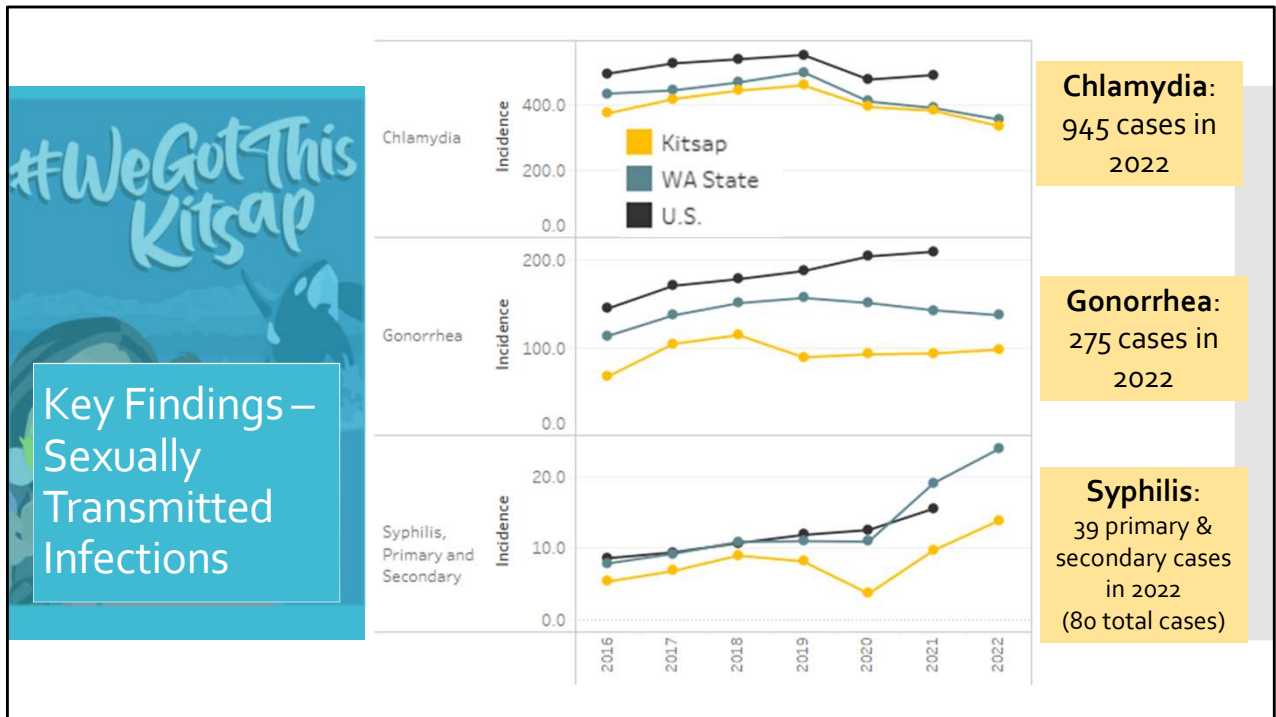 #WeGotThis
Kitsap
Key Findings –
Sexually
Transmitted
Infections
Chlamydia
Incidence
400.0
200.0
0.0
Kitsap
WA State
U.S.
Gonorrhea
Incidence
200.0
100.0
0.0
Syphilis,
Primary and
Secondary
Incidence
20.0
10.0
0.0
2016
2017
2018
2019
2020
2021
2022
Chlamydia:
945 cases in
2022
Gonorrhea:
275 cases in
2022
Syphilis:
39 primary &
secondary cases
in 2022
(80 total cases)